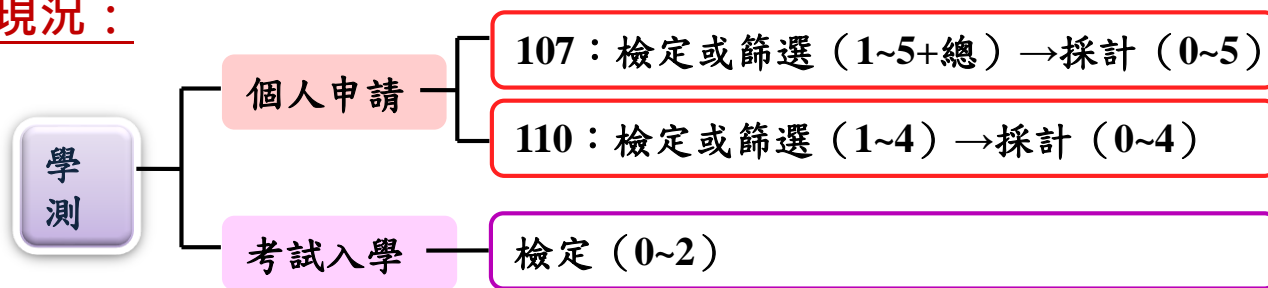 現況：
107：檢定或篩選（1~5+總）→採計（0~5）
個人申請
110：檢定或篩選（1~4）→採計（0~4）
學
測
考試入學
檢定（0~2）